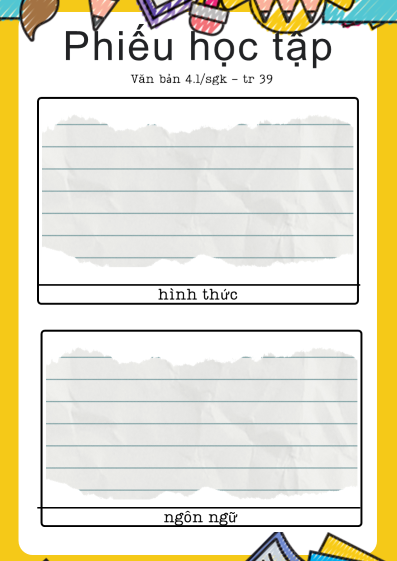 Phiếu học tập
Văn bản 4.1/sgk – tr 39
hình thức
ngôn ngữ